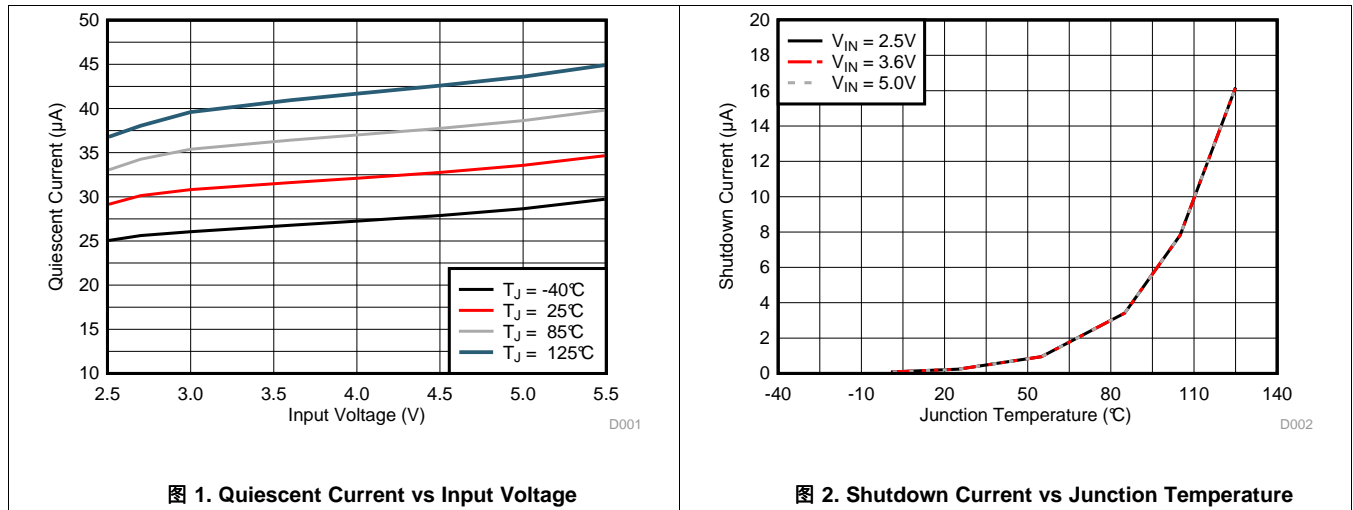 50
45
40
35
30
25
20
15
10
Quiescent Current (µA)
T_J = -40°C
T_J = 25°C
T_J = 85°C
T_J = 125°C
2.5 3.0 3.5 4.0 4.5 5.0 5.5
Input Voltage (V)
D001
图 1. Quiescent Current vs Input Voltage
20
18
16
14
12
10
8
6
4
2
0
Shutdown Current (µA)
V_IN = 2.5V
V_IN = 3.6V
V_IN = 5.0V
-40 -10 20 50 80 110 140
Junction Temperature (°C)
D002
图 2. Shutdown Current vs Junction Temperature